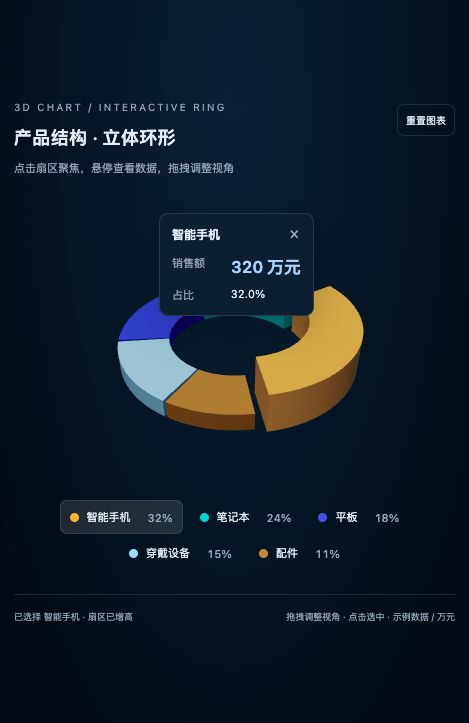 3D CHART / INTERACTIVE RING
产品结构 · 立体环形
重置图表
点击扇区聚焦，悬停查看数据，拖拽调整视角
智能手机 ×
销售额 320 万元
占比 32.0%
智能手机 32% 笔记本 24% 平板 18%
穿戴设备 15% 配件 11%
已选择 智能手机 · 扇区已增高
拖拽调整视角 · 点击选中 · 示例数据 / 万元